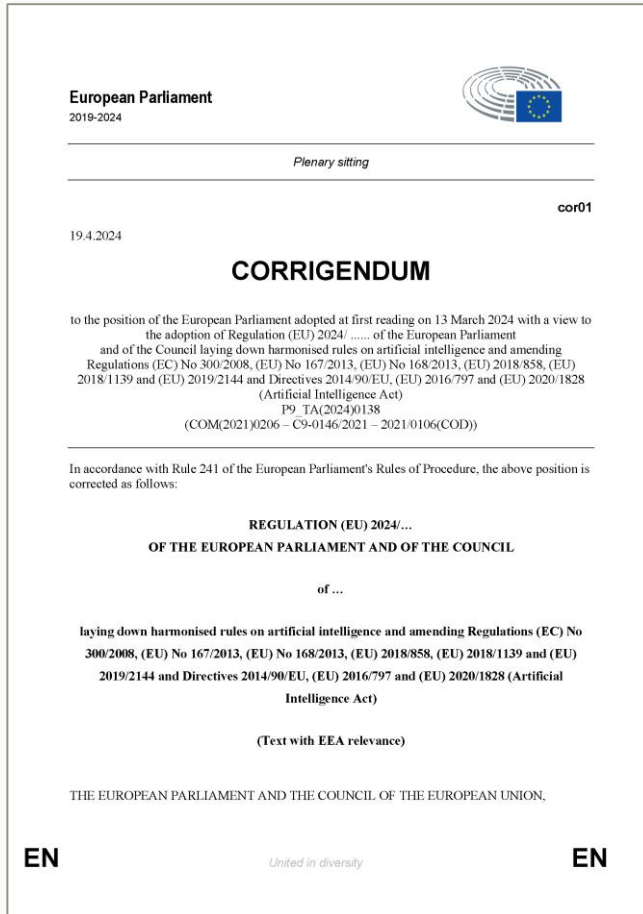 European Parliament
2019-2024
Plenary sitting
cor01
19.4.2024
CORRIGENDUM
to the position of the European Parliament adopted at first reading on 13 March 2024 with a view to
the adoption of Regulation (EU) 2024/ ...... of the European Parliament
and of the Council laying down harmonised rules on artificial intelligence and amending
Regulations (EC) No 300/2008, (EU) No 167/2013, (EU) No 168/2013, (EU) 2018/858, (EU)
2018/1139 and (EU) 2019/2144 and Directives 2014/90/EU, (EU) 2016/797 and (EU) 2020/1828
(Artificial Intelligence Act)
P9_TA(2024)0138
(COM(2021)0206 – C9-0146/2021 – 2021/0106(COD))
In accordance with Rule 241 of the European Parliament's Rules of Procedure, the above position is
corrected as follows:
REGULATION (EU) 2024/...
OF THE EUROPEAN PARLIAMENT AND OF THE COUNCIL
of ...
laying down harmonised rules on artificial intelligence and amending Regulations (EC) No
300/2008, (EU) No 167/2013, (EU) No 168/2013, (EU) 2018/858, (EU) 2018/1139 and (EU)
2019/2144 and Directives 2014/90/EU, (EU) 2016/797 and (EU) 2020/1828 (Artificial
Intelligence Act)
(Text with EEA relevance)
THE EUROPEAN PARLIAMENT AND THE COUNCIL OF THE EUROPEAN UNION,
EN United in diversity EN